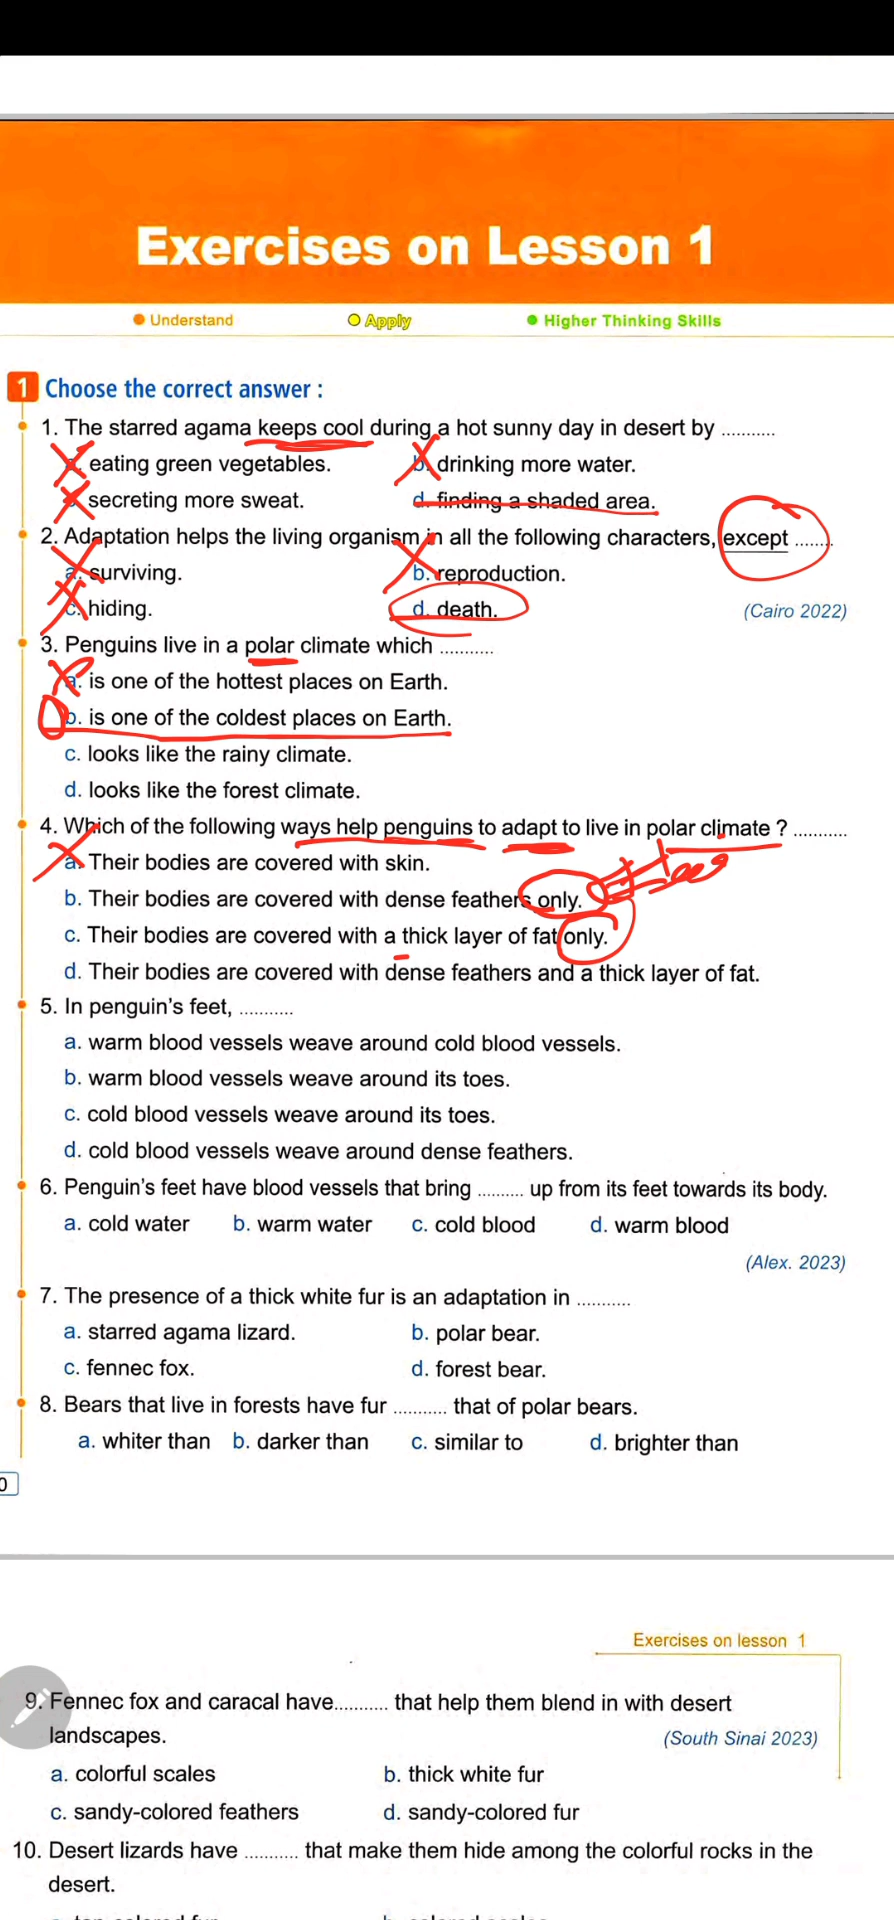 Exercises on Lesson 1
Understand
Apply
Higher Thinking Skills
1 Choose the correct answer :
1. The starred agama keeps cool during a hot sunny day in desert by ...........
a. eating green vegetables. b. drinking more water.
secreting more sweat. d. finding a shaded area.
2. Adaptation helps the living organism in all the following characters, except ........
a. surviving. b. reproduction.
c. hiding. d. death. (Cairo 2022)
3. Penguins live in a polar climate which ...........
a. is one of the hottest places on Earth.
b. is one of the coldest places on Earth.
c. looks like the rainy climate.
d. looks like the forest climate.
4. Which of the following ways help penguins to adapt to live in polar climate ? ...........
a. Their bodies are covered with skin.
b. Their bodies are covered with dense feathers only.
c. Their bodies are covered with a thick layer of fat only.
d. Their bodies are covered with dense feathers and a thick layer of fat.
5. In penguin's feet, ...........
a. warm blood vessels weave around cold blood vessels.
b. warm blood vessels weave around its toes.
c. cold blood vessels weave around its toes.
d. cold blood vessels weave around dense feathers.
6. Penguin's feet have blood vessels that bring ......... up from its feet towards its body.
a. cold water b. warm water c. cold blood d. warm blood
(Alex. 2023)
7. The presence of a thick white fur is an adaptation in ...........
a. starred agama lizard. b. polar bear.
c. fennec fox. d. forest bear.
8. Bears that live in forests have fur ........... that of polar bears.
a. whiter than b. darker than c. similar to d. brighter than
0
Exercises on lesson 1
9. Fennec fox and caracal have........... that help them blend in with desert
landscapes. (South Sinai 2023)
a. colorful scales b. thick white fur
c. sandy-colored feathers d. sandy-colored fur
10. Desert lizards have ........... that make them hide among the colorful rocks in the
desert.